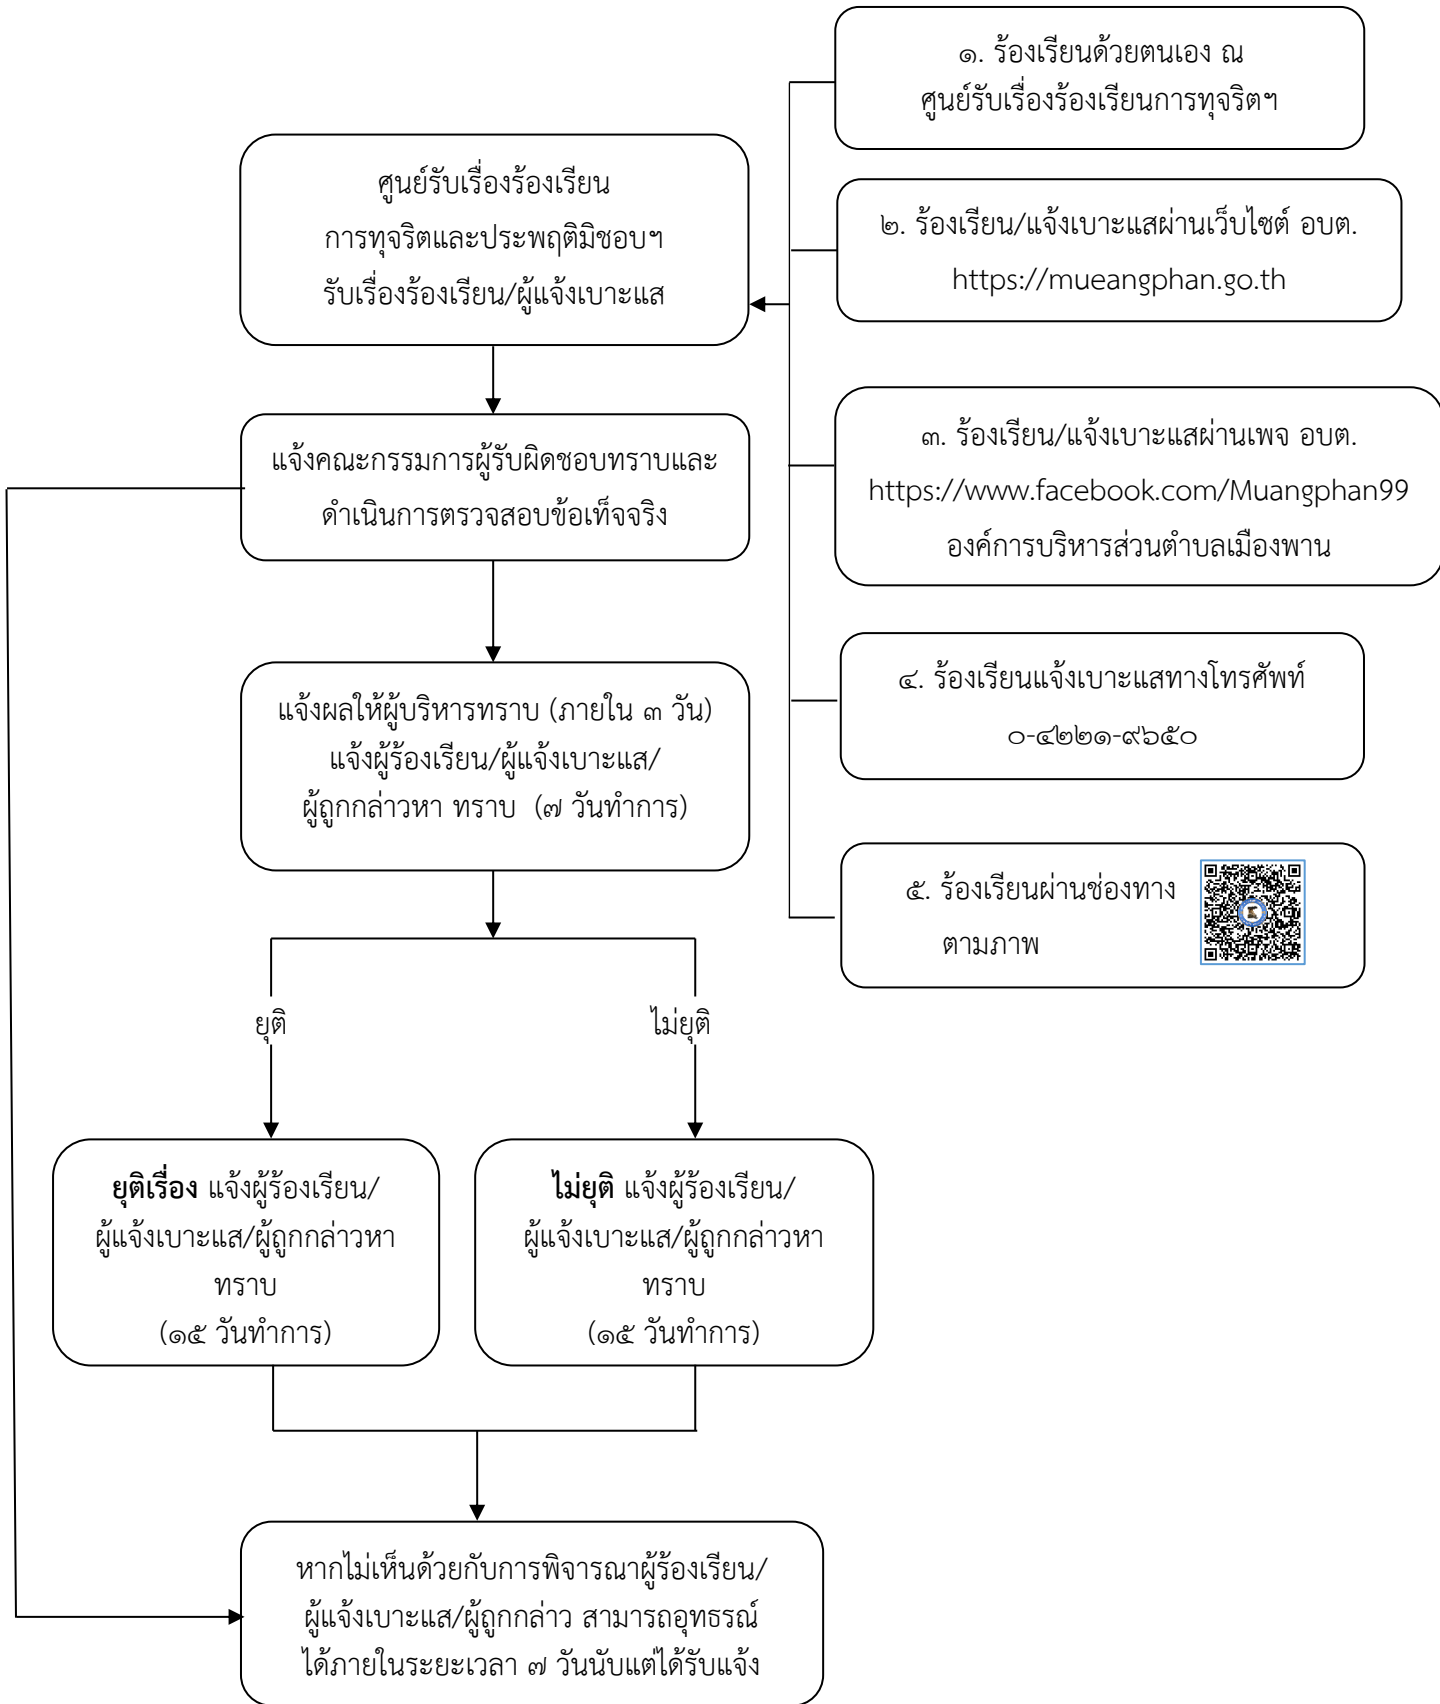 ๑. ร้องเรียนด้วยตนเอง ณ
ศูนย์รับเรื่องร้องเรียนการทุจริตฯ
ศูนย์รับเรื่องร้องเรียน
การทุจริตและประพฤติมิชอบฯ
รับเรื่องร้องเรียน/ผู้แจ้งเบาะแส
๒. ร้องเรียน/แจ้งเบาะแสผ่านเว็บไซต์ อบต.
https://mueangphan.go.th
๓. ร้องเรียน/แจ้งเบาะแสผ่านเพจ อบต.
https://www.facebook.com/Muangphan99
องค์การบริหารส่วนตำบลเมืองพาน
แจ้งคณะกรรมการผู้รับผิดชอบทราบและ
ดำเนินการตรวจสอบข้อเท็จจริง
๔. ร้องเรียนแจ้งเบาะแสทางโทรศัพท์
๐-๔๒๒๑-๙๖๕๐
แจ้งผลให้ผู้บริหารทราบ (ภายใน ๓ วัน)
แจ้งผู้ร้องเรียน/ผู้แจ้งเบาะแส/
ผู้ถูกกล่าวหา ทราบ (๗ วันทำการ)
๕. ร้องเรียนผ่านช่องทาง
ตามภาพ
ยุติ
ไม่ยุติ
ยุติเรื่อง แจ้งผู้ร้องเรียน/
ผู้แจ้งเบาะแส/ผู้ถูกกล่าวหา
ทราบ
(๑๕ วันทำการ)
ไม่ยุติ แจ้งผู้ร้องเรียน/
ผู้แจ้งเบาะแส/ผู้ถูกกล่าวหา
ทราบ
(๑๕ วันทำการ)
หากไม่เห็นด้วยกับการพิจารณาผู้ร้องเรียน/
ผู้แจ้งเบาะแส/ผู้ถูกกล่าว สามารถอุทธรณ์
ได้ภายในระยะเวลา ๗ วันนับแต่ได้รับแจ้ง